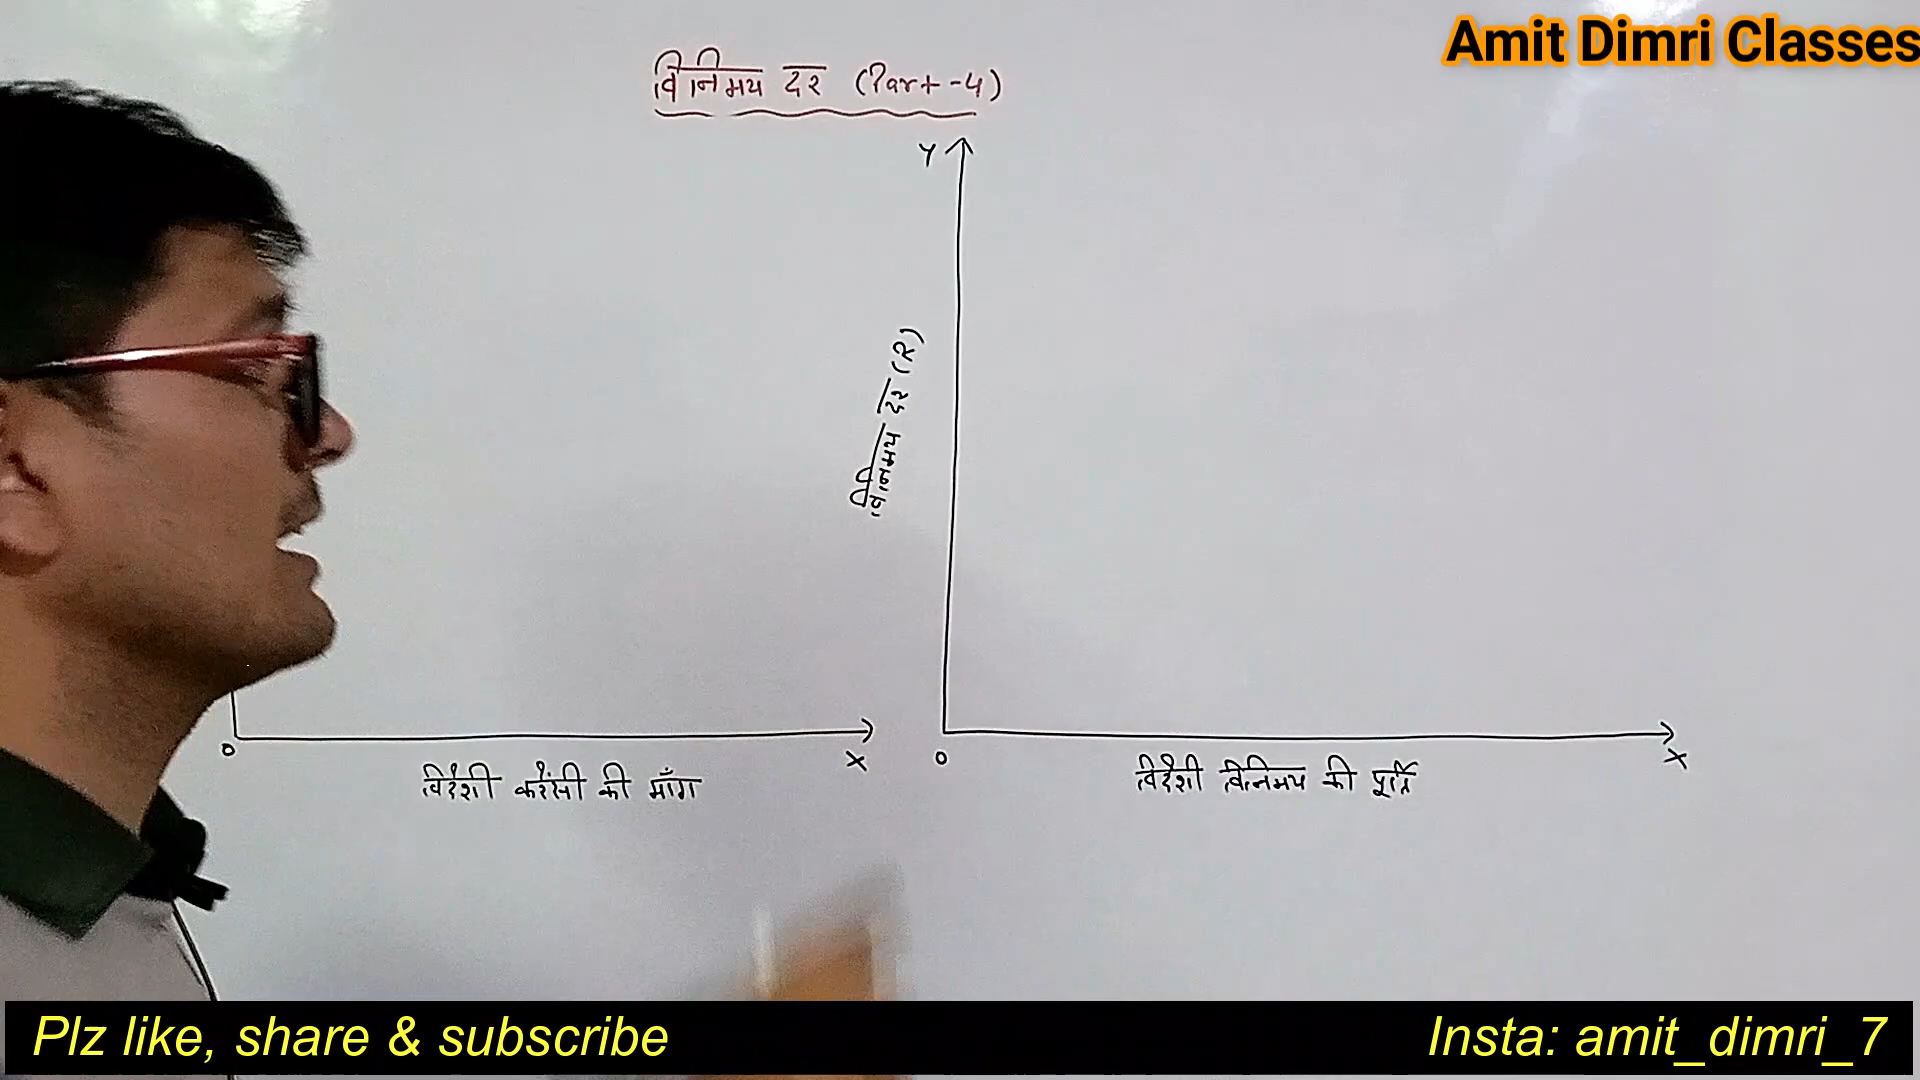 Amit Dimri Classes
विनिमय दर (Part-4)
Y
विनिमय दर (R)
0
X
विदेशी करेंसी की माँग
0
X
विदेशी विनिमय की पूर्ति
Plz like, share & subscribe
Insta: amit_dimri_7